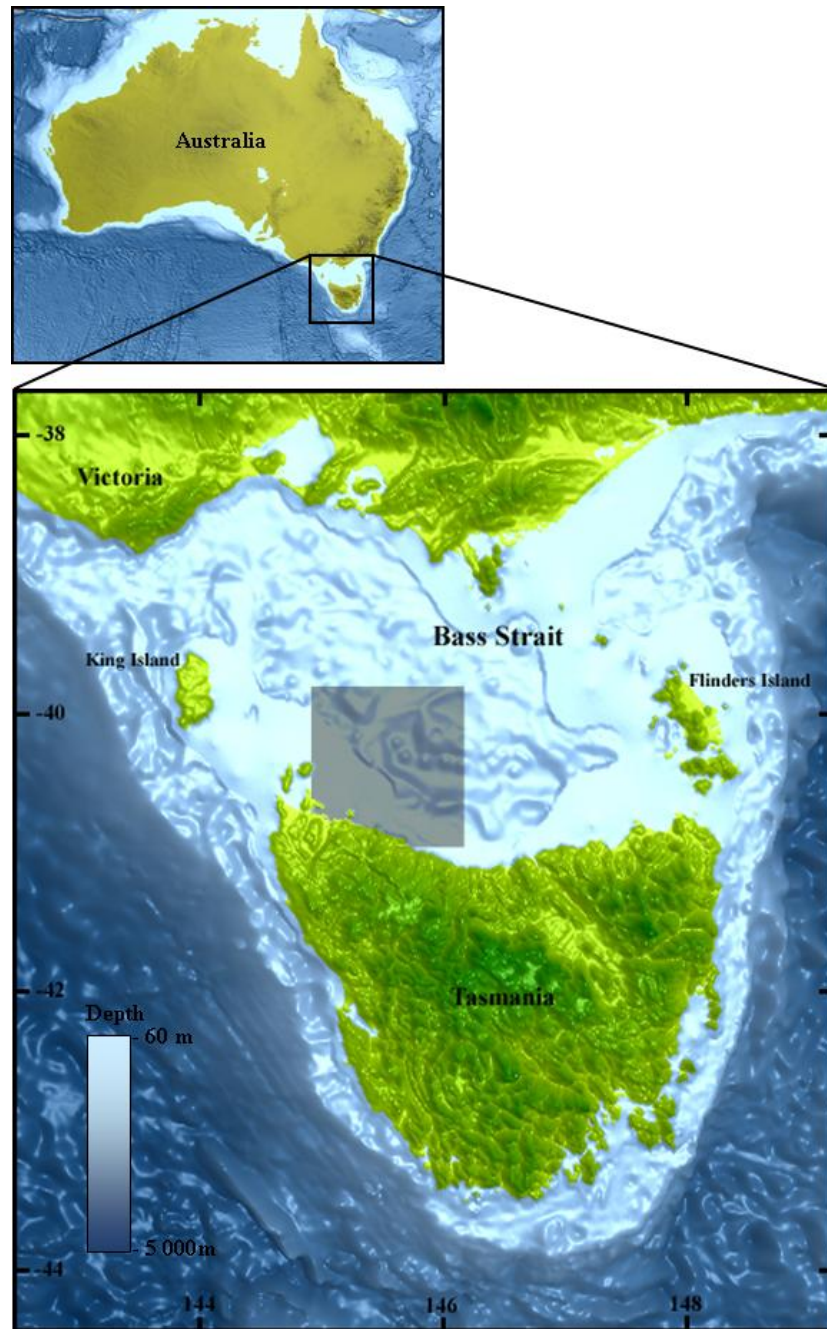 Australia
-38
Victoria
Bass Strait
King Island
Flinders Island
-40
-42
Tasmania
Depth
60 m
5 000m
-44
144
146
148